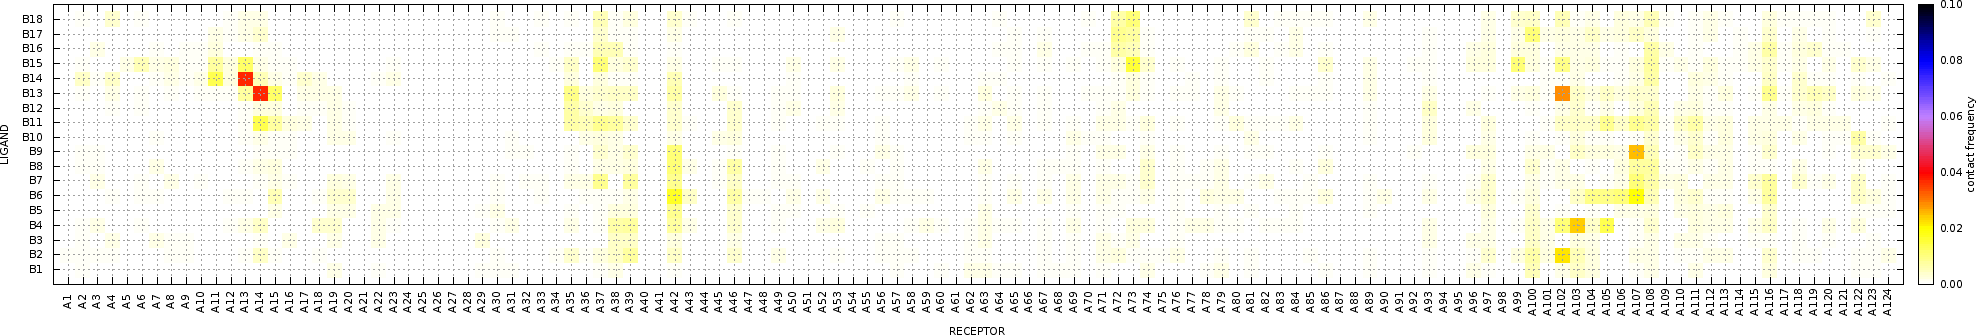 B18
B17
B16
B15
B14
B13
B12
B11
B10
B9
B8
B7
B6
B5
B4
B3
B2
B1
LIGAND
A1 A2 A3 A4 A5 A6 A7 A8 A9 A10 A11 A12 A13 A14 A15 A16 A17 A18 A19 A20 A21 A22 A23 A24 A25 A26 A27 A28 A29 A30 A31 A32 A33 A34 A35 A36 A37 A38 A39 A40 A41 A42 A43 A44 A45 A46 A47 A48 A49 A50 A51 A52 A53 A54 A55 A56 A57 A58 A59 A60 A61 A62 A63 A64 A65 A66 A67 A68 A69 A70 A71 A72 A73 A74 A75 A76 A77 A78 A79 A80 A81 A82 A83 A84 A85 A86 A87 A88 A89 A90 A91 A92 A93 A94 A95 A96 A97 A98 A99 A100 A101 A102 A103 A104 A105 A106 A107 A108 A109 A110 A111 A112 A113 A114 A115 A116 A117 A118 A119 A120 A121 A122 A123 A124
RECEPTOR
0.10
0.08
0.06
0.04
0.02
0.00
contact frequency